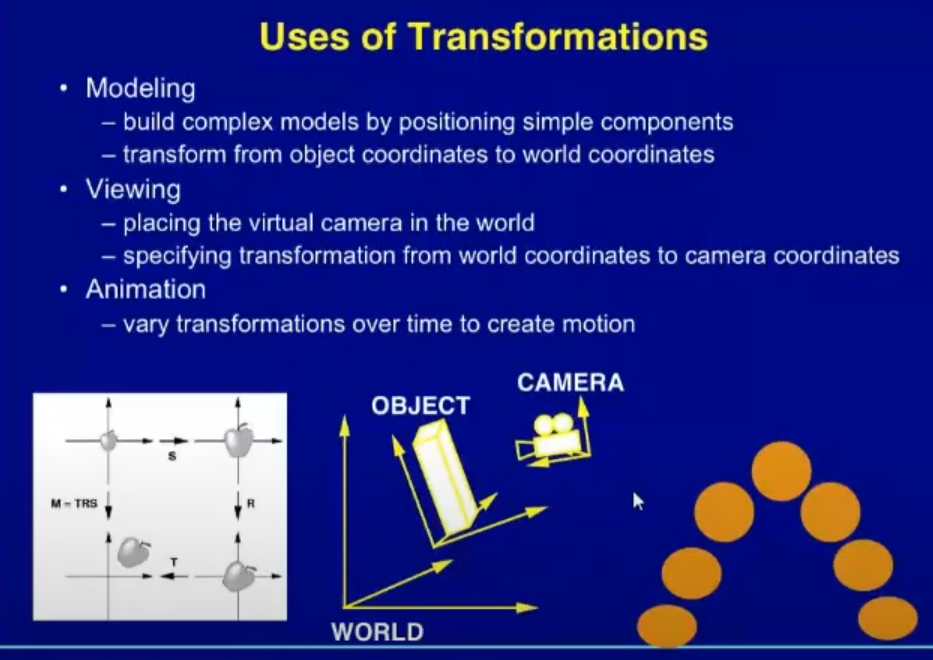 Uses of Transformations
• Modeling
– build complex models by positioning simple components
– transform from object coordinates to world coordinates
• Viewing
– placing the virtual camera in the world
– specifying transformation from world coordinates to camera coordinates
• Animation
– vary transformations over time to create motion
CAMERA
OBJECT
S
M = TRS
R
T
WORLD